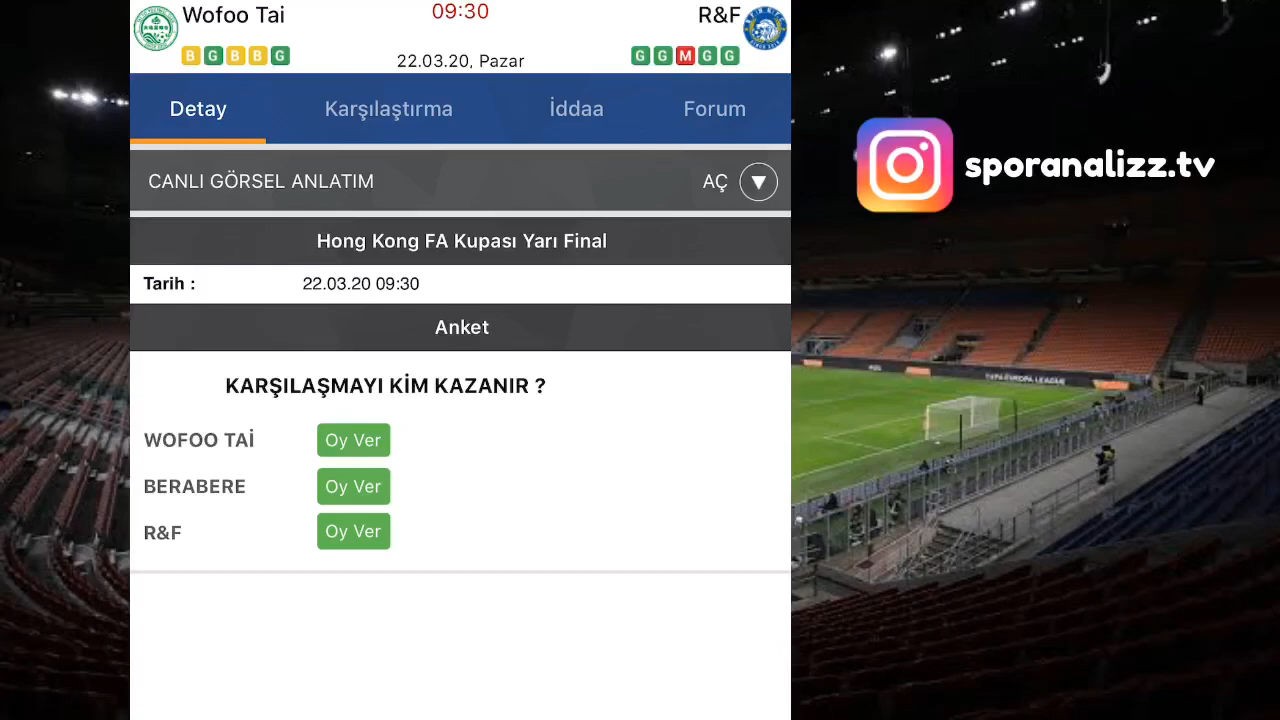 Wofoo Tai
09:30
R&F
B G B B G
22.03.20, Pazar
G G M G G
Detay
Karşılaştırma
İddaa
Forum
CANLI GÖRSEL ANLATIM
AÇ
Hong Kong FA Kupası Yarı Final
Tarih :
22.03.20 09:30
Anket
KARŞILAŞMAYI KİM KAZANIR ?
WOFOO TAİ
Oy Ver
BERABERE
Oy Ver
R&F
Oy Ver
sporanalizz.tv
EUROPA LEAGUE